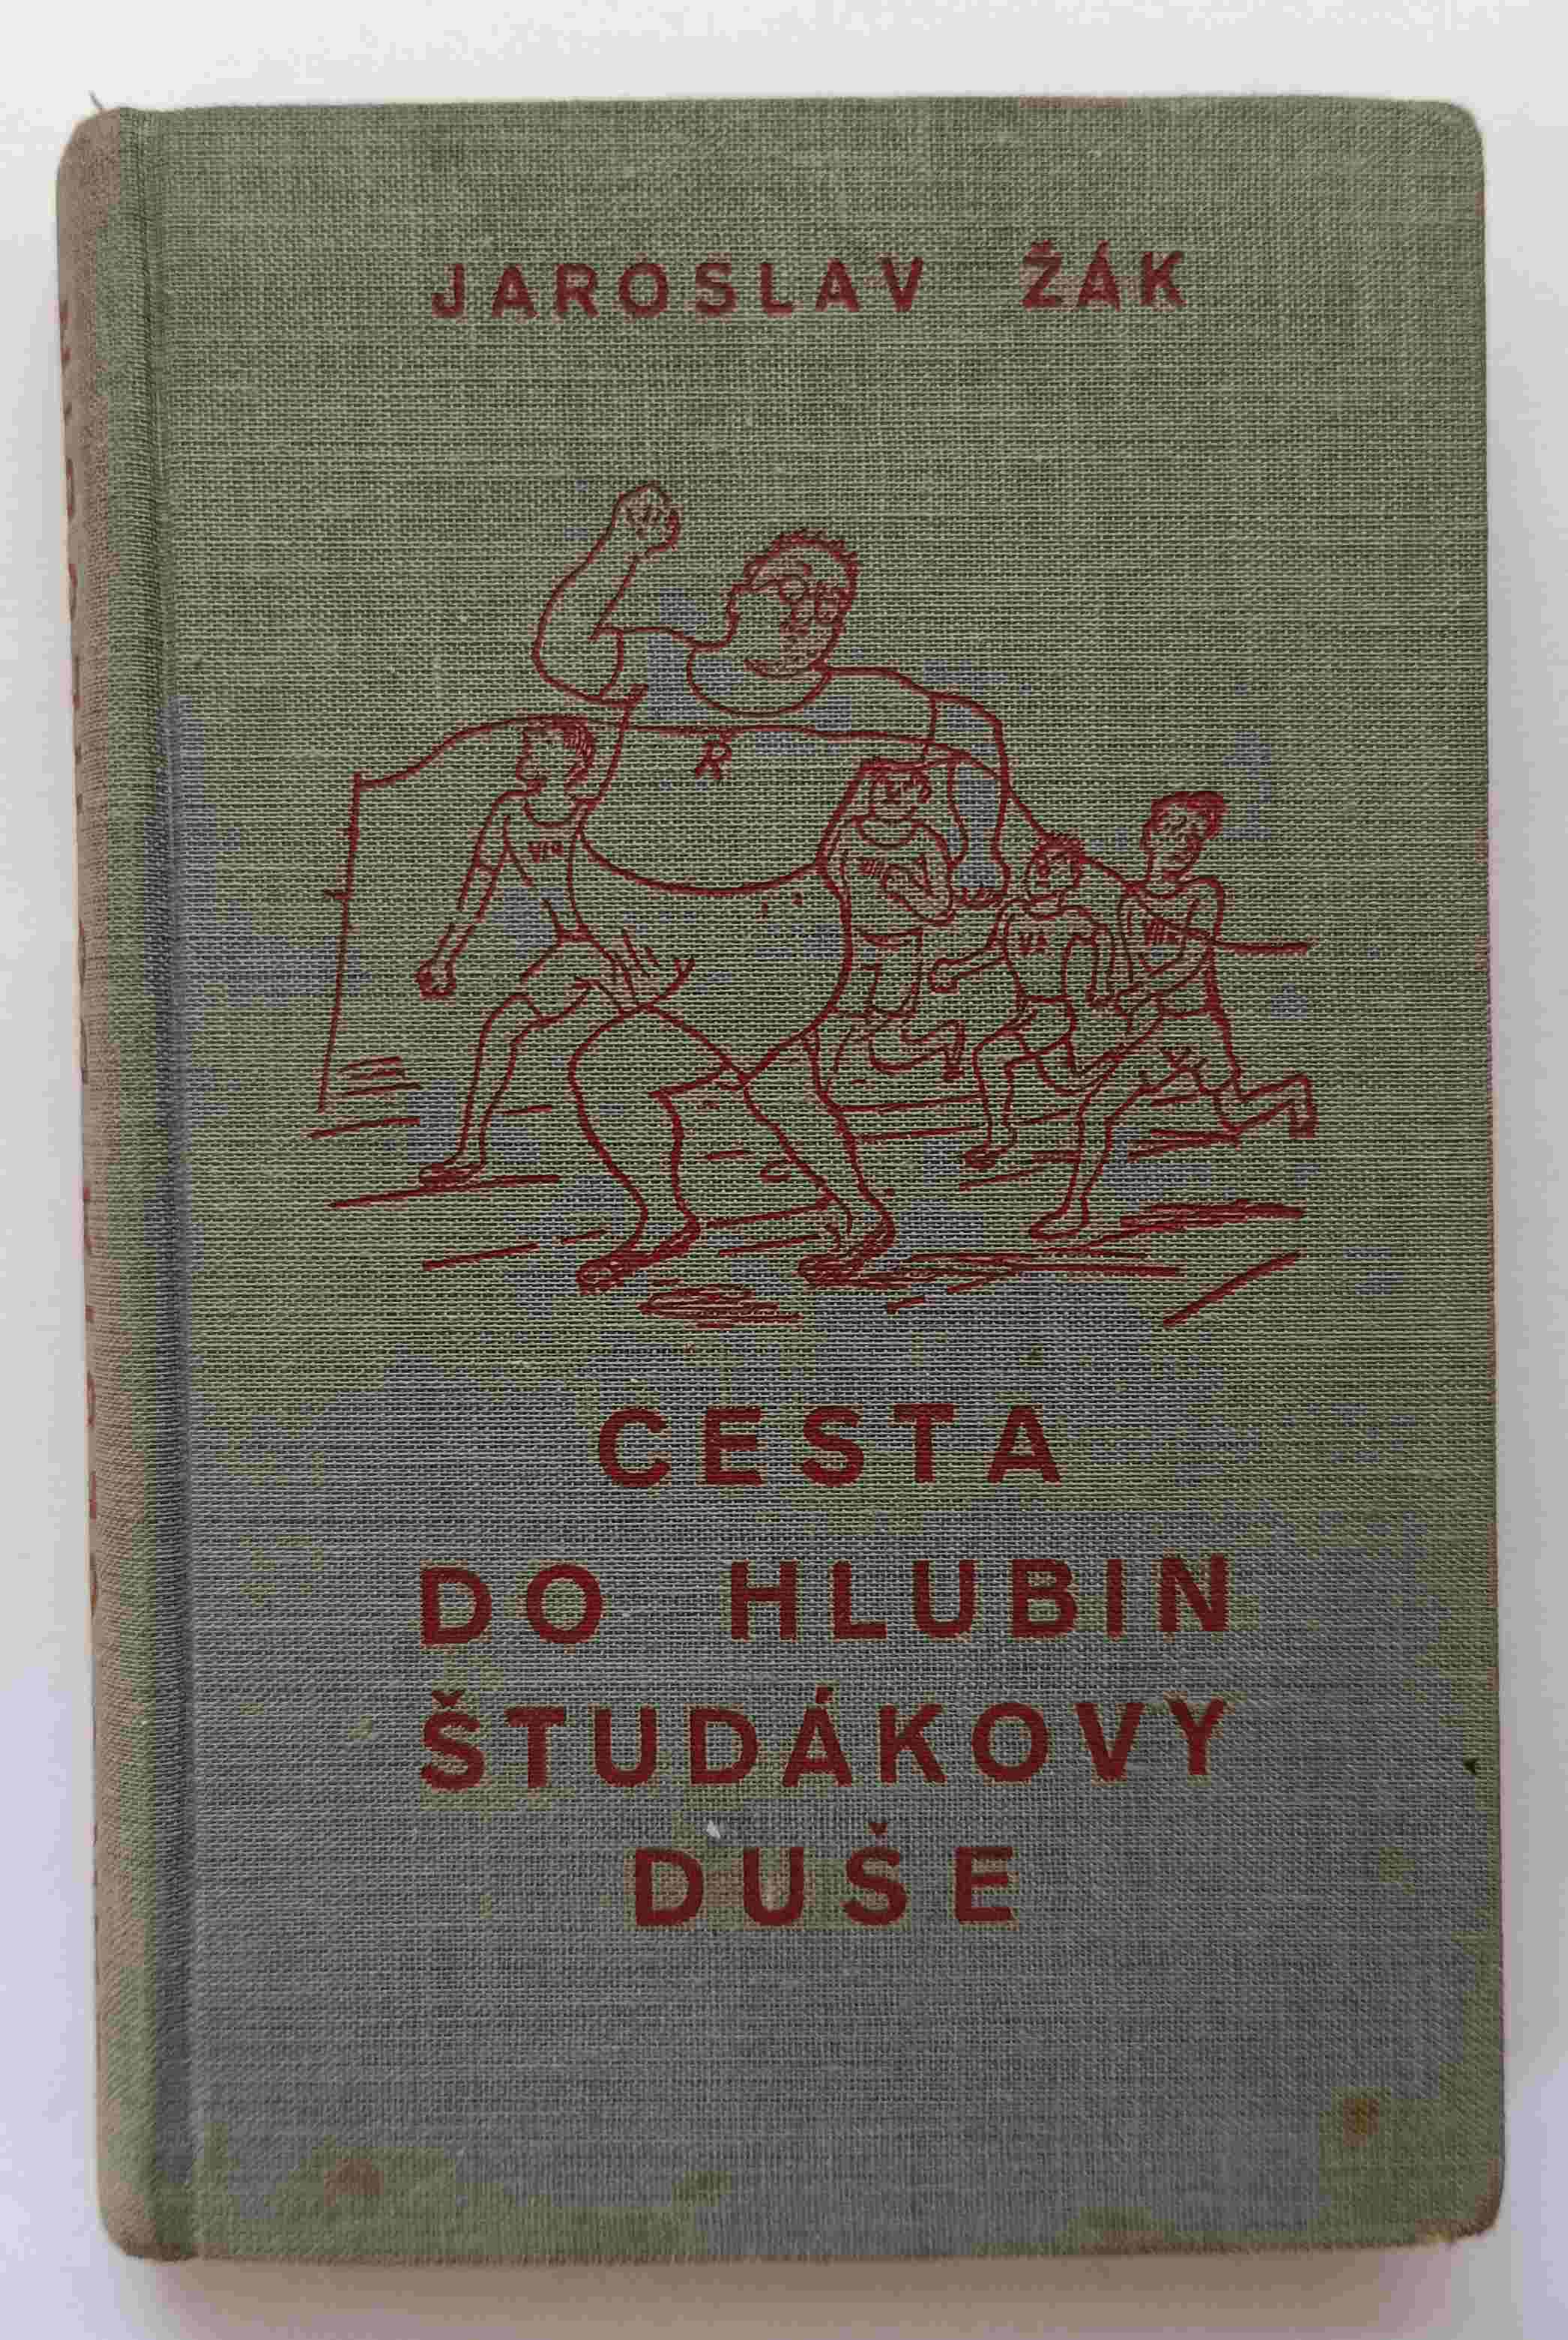 JAROSLAV ŽÁK
CESTA
DO HLUBIN
ŠTUDÁKOVY
DUŠE